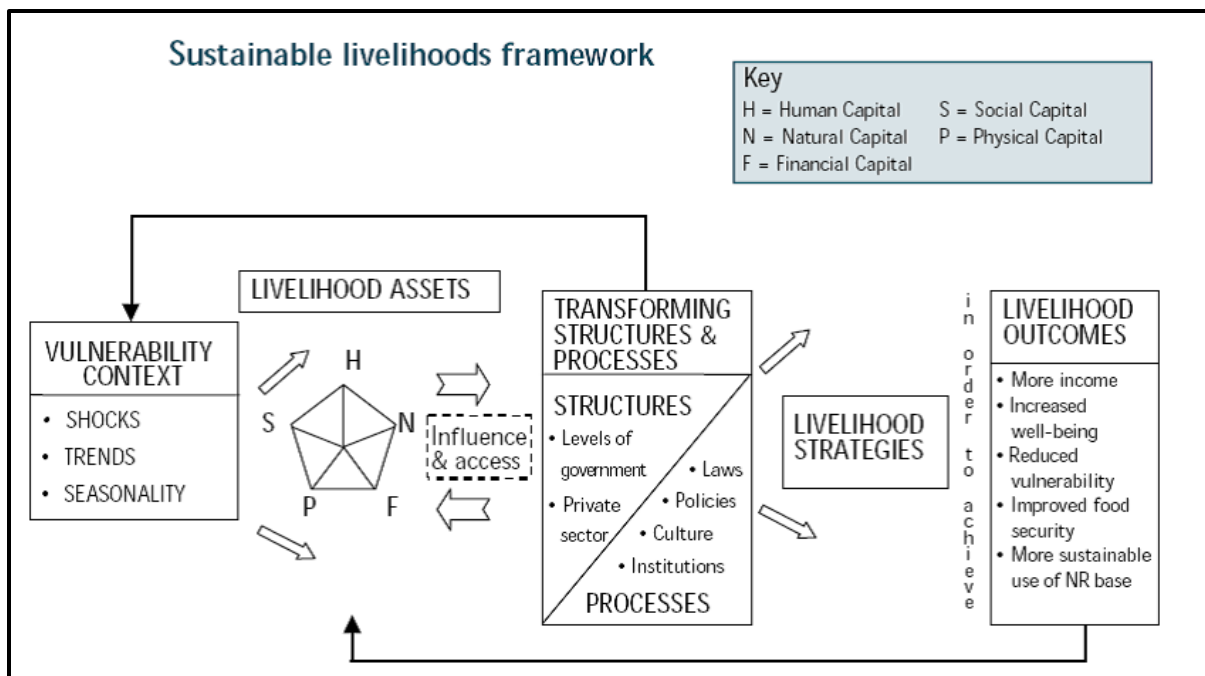 Sustainable livelihoods framework
Key
H = Human Capital S = Social Capital
N = Natural Capital P = Physical Capital
F = Financial Capital
LIVELIHOOD ASSETS
VULNERABILITY
CONTEXT
• SHOCKS
• TRENDS
• SEASONALITY
H
S
N
P
F
Influence
& access
TRANSFORMING
STRUCTURES &
PROCESSES
STRUCTURES
• Levels of
government
• Private
sector
• Laws
• Policies
• Culture
• Institutions
PROCESSES
LIVELIHOOD
STRATEGIES
in order to achieve
LIVELIHOOD
OUTCOMES
• More income
• Increased
well-being
• Reduced
vulnerability
• Improved food
security
• More sustainable
use of NR base